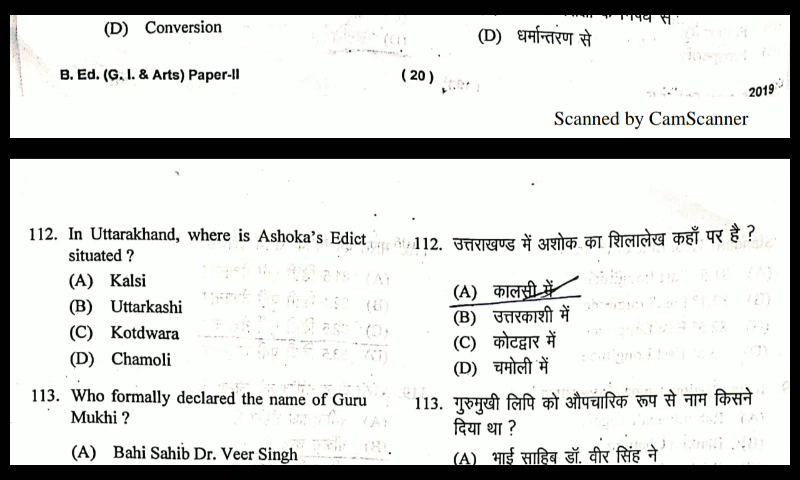 (D) Conversion
(D) धर्मान्तरण से
B. Ed. (G. I. & Arts) Paper-II
( 20 )
2019
Scanned by CamScanner
112. In Uttarakhand, where is Ashoka's Edict
situated ?
(A) Kalsi
(B) Uttarkashi
(C) Kotdwara
(D) Chamoli
113. Who formally declared the name of Guru
Mukhi ?
(A) Bahi Sahib Dr. Veer Singh
112. उत्तराखण्ड में अशोक का शिलालेख कहाँ पर है ?
(A) कालसी में
(B) उत्तरकाशी में
(C) कोटद्वार में
(D) चमोली में
113. गुरुमुखी लिपि को औपचारिक रूप से नाम किसने
दिया था ?
(A) भाई साहिब डॉ. वीर सिंह ने